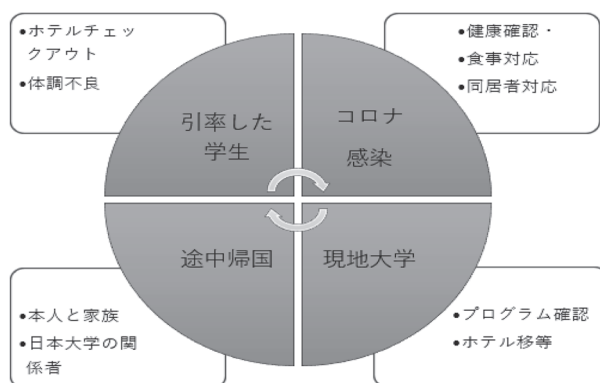 •ホテルチェッ
クアウト
•体調不良
•健康確認・
•食事対応
•同居者対応
引率した
学生
コロナ
感染
途中帰国
現地大学
•本人と家族
•日本大学の関
係者
•プログラム確認
•ホテル移等